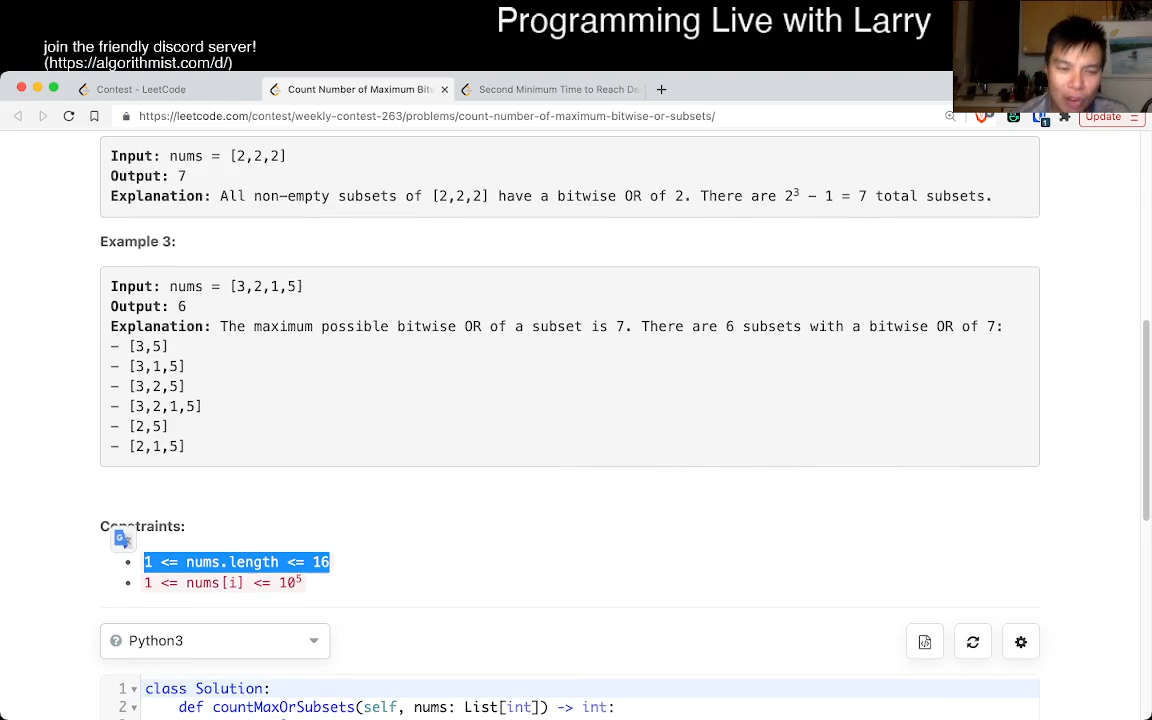 Programming Live with Larry
join the friendly discord server!
(https://algorithmist.com/d/)
Contest - LeetCode
Count Number of Maximum Bitw
Second Minimum Time to Reach De
https://leetcode.com/contest/weekly-contest-263/problems/count-number-of-maximum-bitwise-or-subsets/
Update
Input: nums = [2,2,2]
Output: 7
Explanation: All non-empty subsets of [2,2,2] have a bitwise OR of 2. There are 2³ − 1 = 7 total subsets.
Example 3:
Input: nums = [3,2,1,5]
Output: 6
Explanation: The maximum possible bitwise OR of a subset is 7. There are 6 subsets with a bitwise OR of 7:
− [3,5]
− [3,1,5]
− [3,2,5]
− [3,2,1,5]
− [2,5]
− [2,1,5]
Constraints:
• 1 <= nums.length <= 16
• 1 <= nums[i] <= 10⁵
Python3
1 class Solution:
2 def countMaxOrSubsets(self, nums: List[int]) -> int: